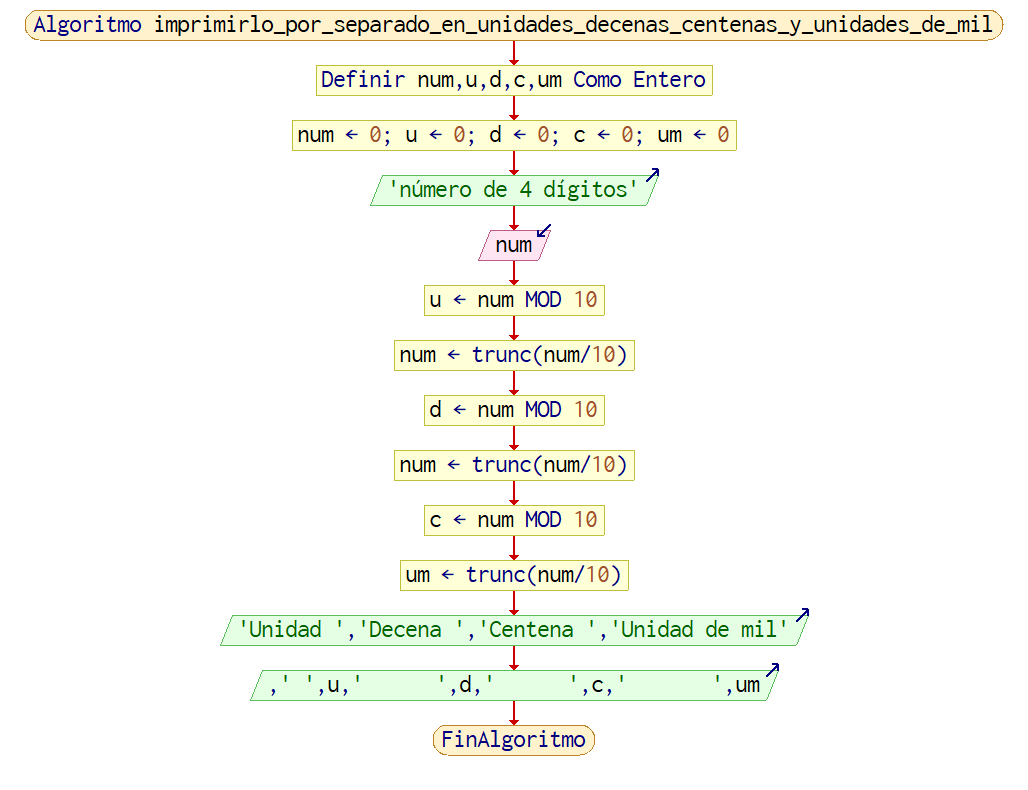 Algoritmo imprimirlo_por_separado_en_unidades_decenas_centenas_y_unidades_de_mil
Definir num,u,d,c,um Como Entero
num ← 0; u ← 0; d ← 0; c ← 0; um ← 0
'número de 4 dígitos'
num
u ← num MOD 10
num ← trunc(num/10)
d ← num MOD 10
num ← trunc(num/10)
c ← num MOD 10
um ← trunc(num/10)
'Unidad ','Decena ','Centena ','Unidad de mil'
,' ',u,'      ',d,'      ',c,'       ',um
FinAlgoritmo